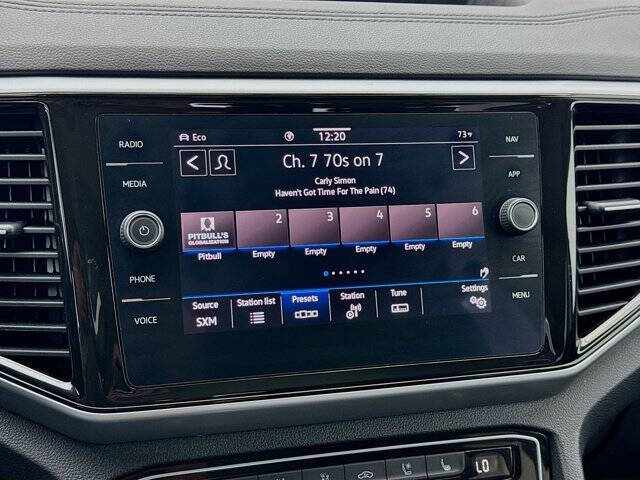 RADIO
MEDIA
PHONE
VOICE
Eco
12:20
73°F
Ch. 7 70s on 7
Carly Simon
Haven't Got Time For The Pain (74)
PITBULL'S
GLOBALIZATION
2
3
4
5
6
Pitbull
Empty
Empty
Empty
Empty
Empty
Source
SXM
Station list
Presets
Station
Tune
Settings
NAV
APP
CAR
MENU
LO